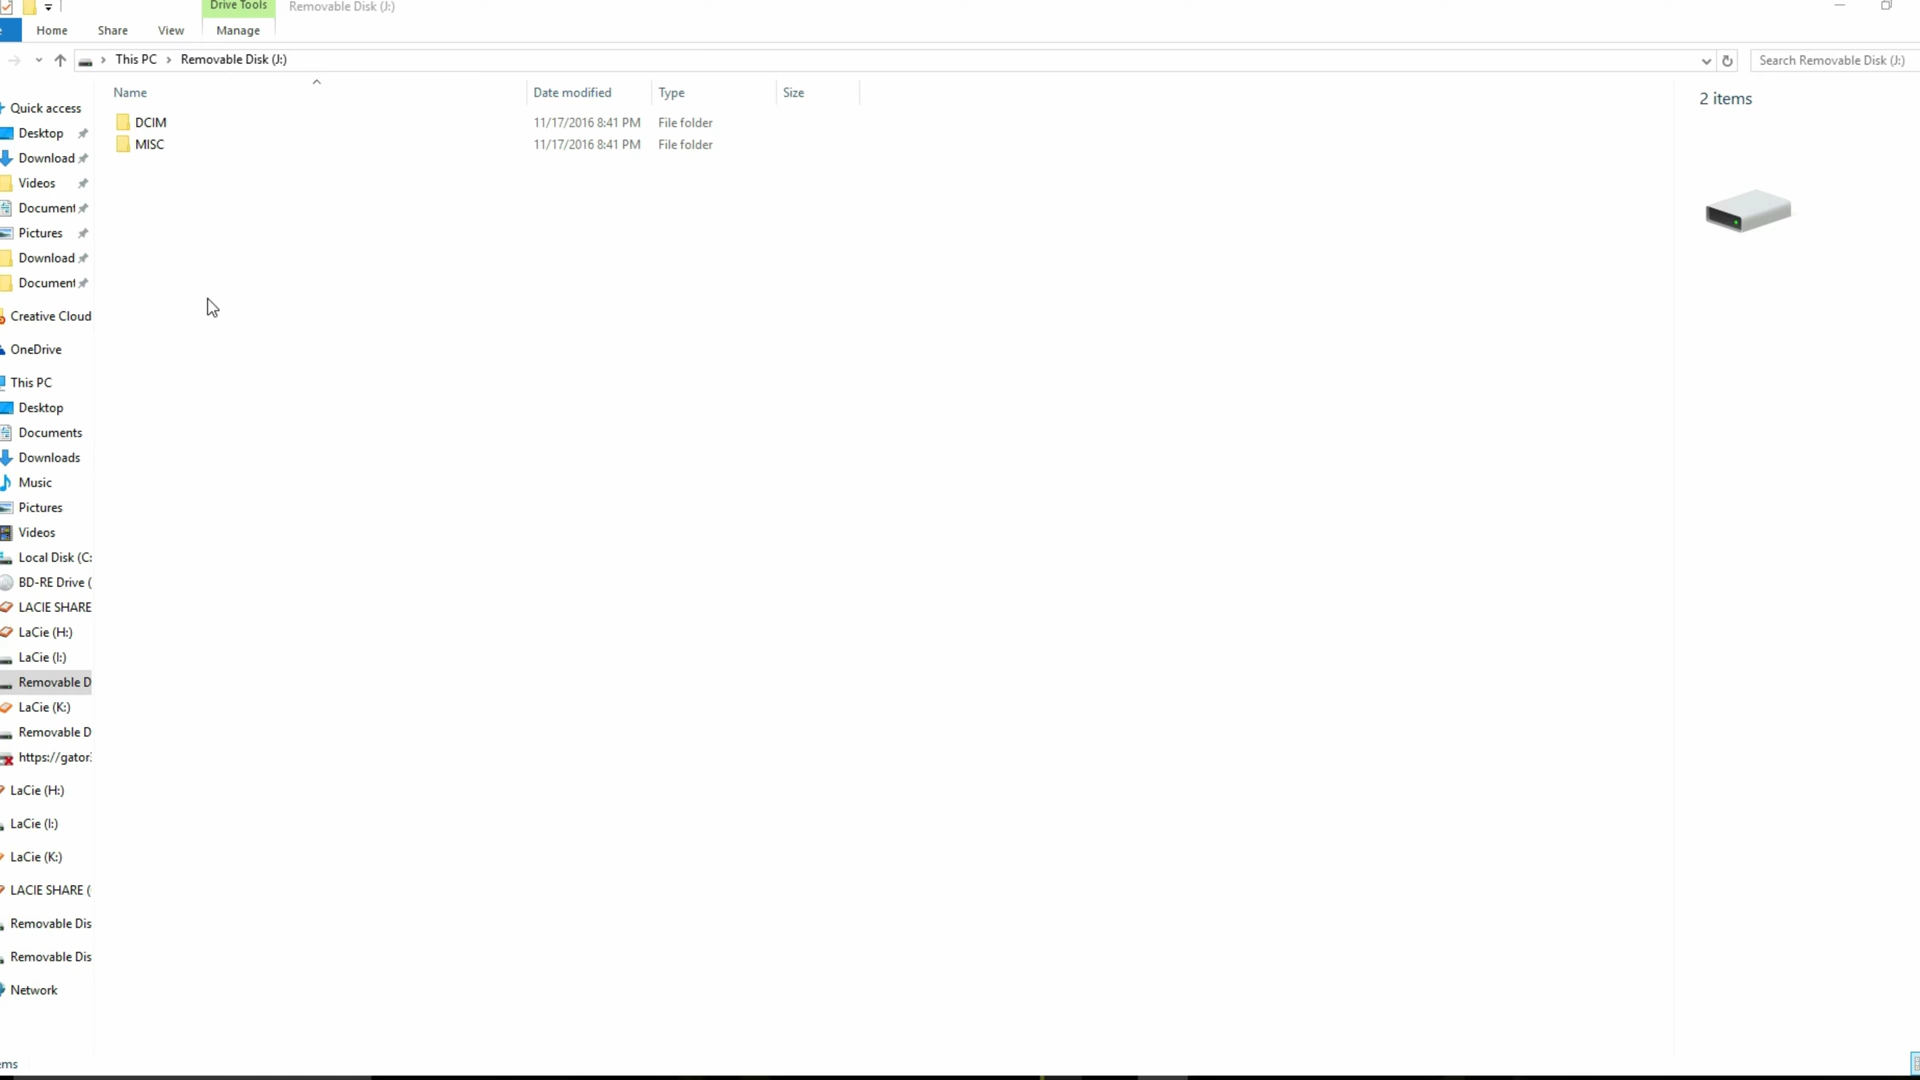 Drive Tools
Removable Disk (J:)
Home
Share
View
Manage
This PC
Removable Disk (J:)
Search Removable Disk (J:)
Name
Date modified
Type
Size
DCIM
11/17/2016 8:41 PM
File folder
MISC
11/17/2016 8:41 PM
File folder
2 items
Quick access
Desktop
Download
Videos
Document
Pictures
Download
Document
Creative Cloud
OneDrive
This PC
Desktop
Documents
Downloads
Music
Pictures
Videos
Local Disk (C:
BD-RE Drive (
LACIE SHARE
LaCie (H:)
LaCie (I:)
Removable D
LaCie (K:)
Removable D
https://gator
LaCie (H:)
LaCie (I:)
LaCie (K:)
LACIE SHARE (
Removable Dis
Removable Dis
Network
ems